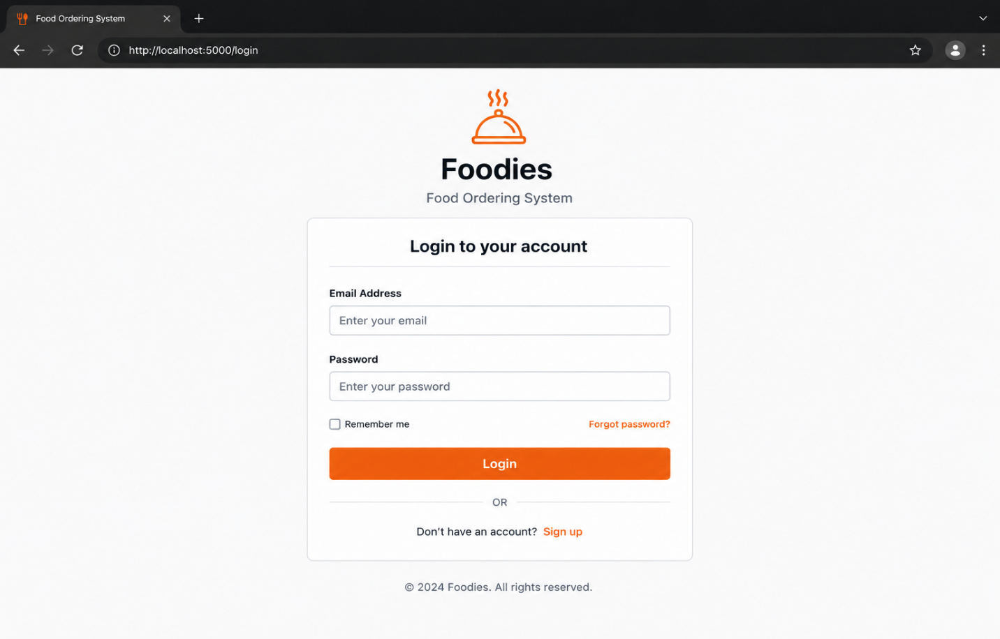 Food Ordering System
http://localhost:5000/login
Foodies
Food Ordering System
Login to your account
Email Address
Enter your email
Password
Enter your password
Remember me
Forgot password?
Login
OR
Don't have an account? Sign up
© 2024 Foodies. All rights reserved.